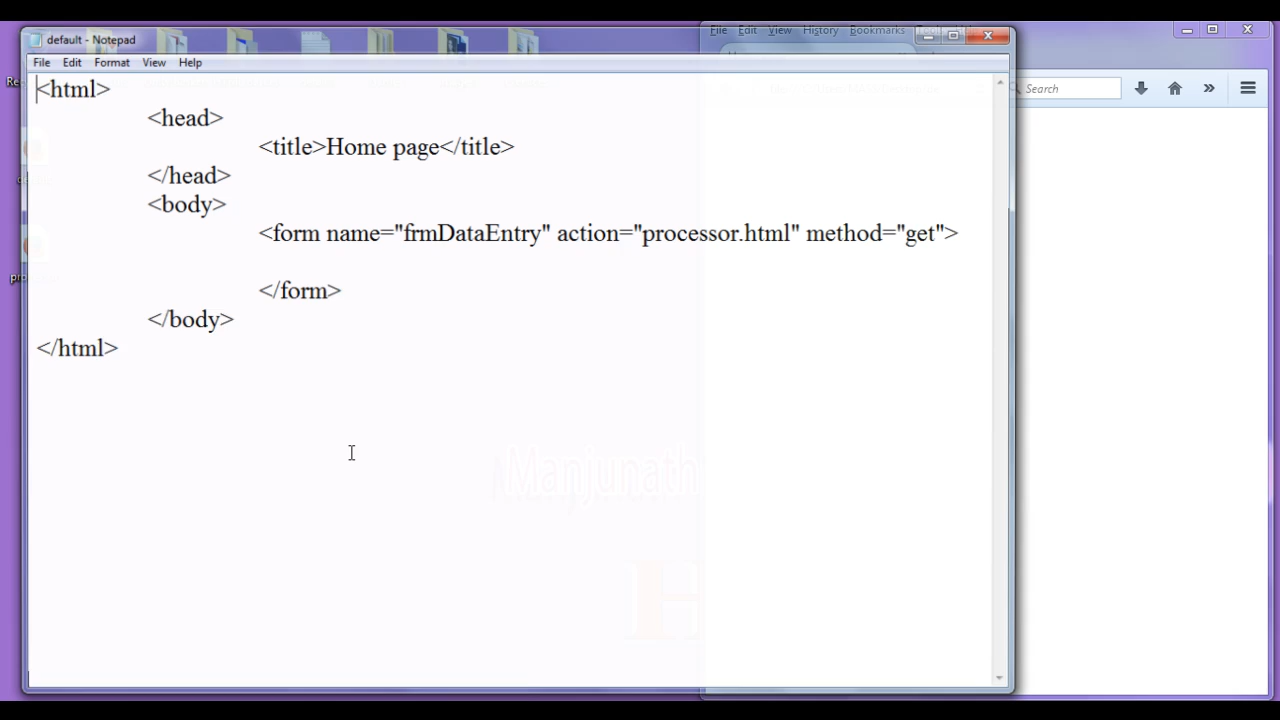 default - Notepad
File Edit View History Bookmarks
File Edit Format View Help
Search
<html>
<head>
<title>Home page</title>
</head>
<body>
<form name="frmDataEntry" action="processor.html" method="get">
</form>
</body>
</html>
Manjunath